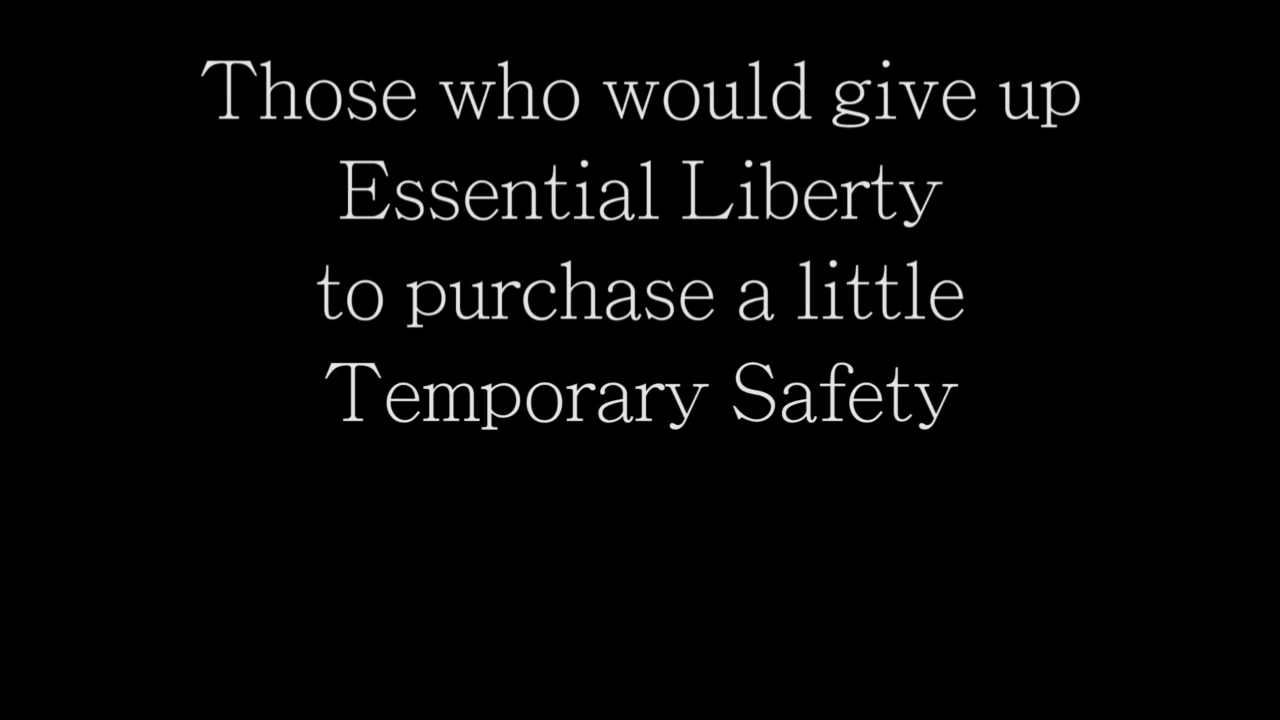 Those who would give up
Essential Liberty
to purchase a little
Temporary Safety